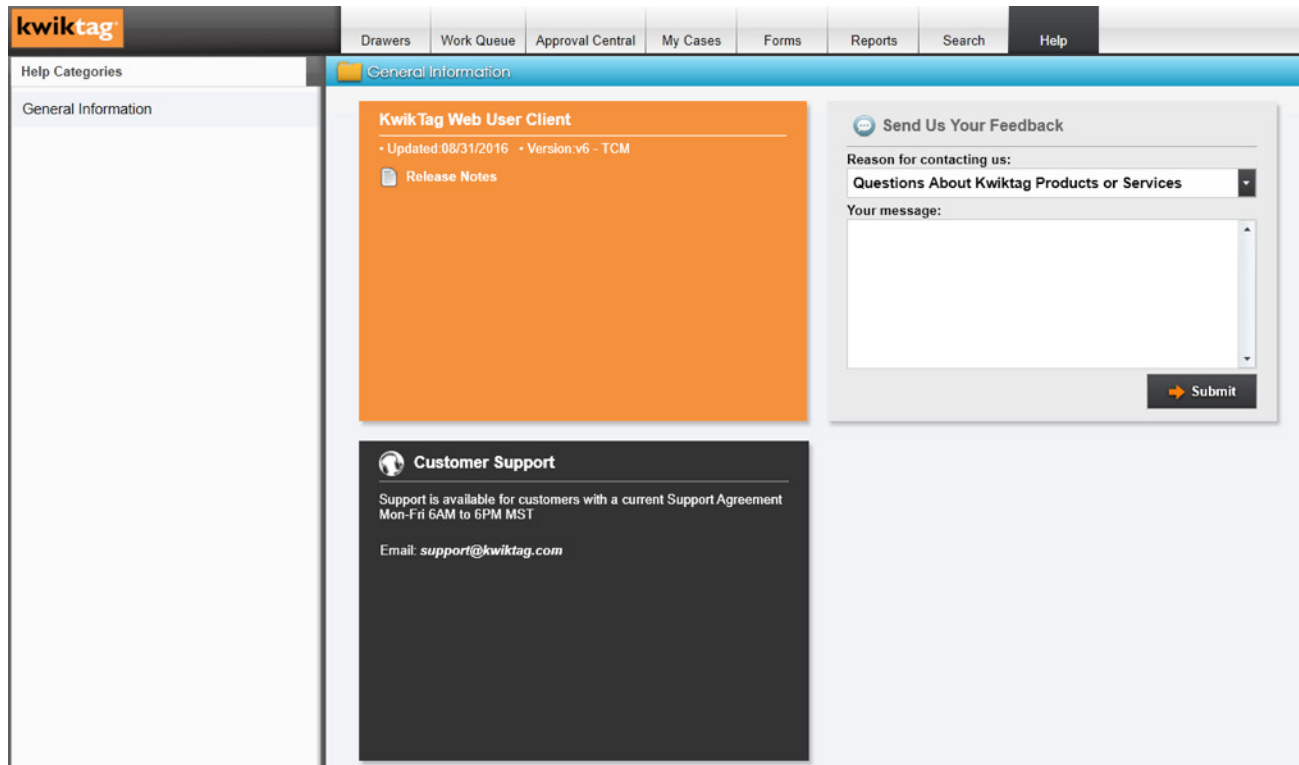 kwiktag
Drawers
Work Queue
Approval Central
My Cases
Forms
Reports
Search
Help
Help Categories
General Information
General Information
KwikTag Web User Client
• Updated:08/31/2016 • Version:v6 - TCM
Release Notes
Send Us Your Feedback
Reason for contacting us:
Questions About Kwiktag Products or Services
Your message:
Submit
Customer Support
Support is available for customers with a current Support Agreement
Mon-Fri 6AM to 6PM MST
Email: support@kwiktag.com